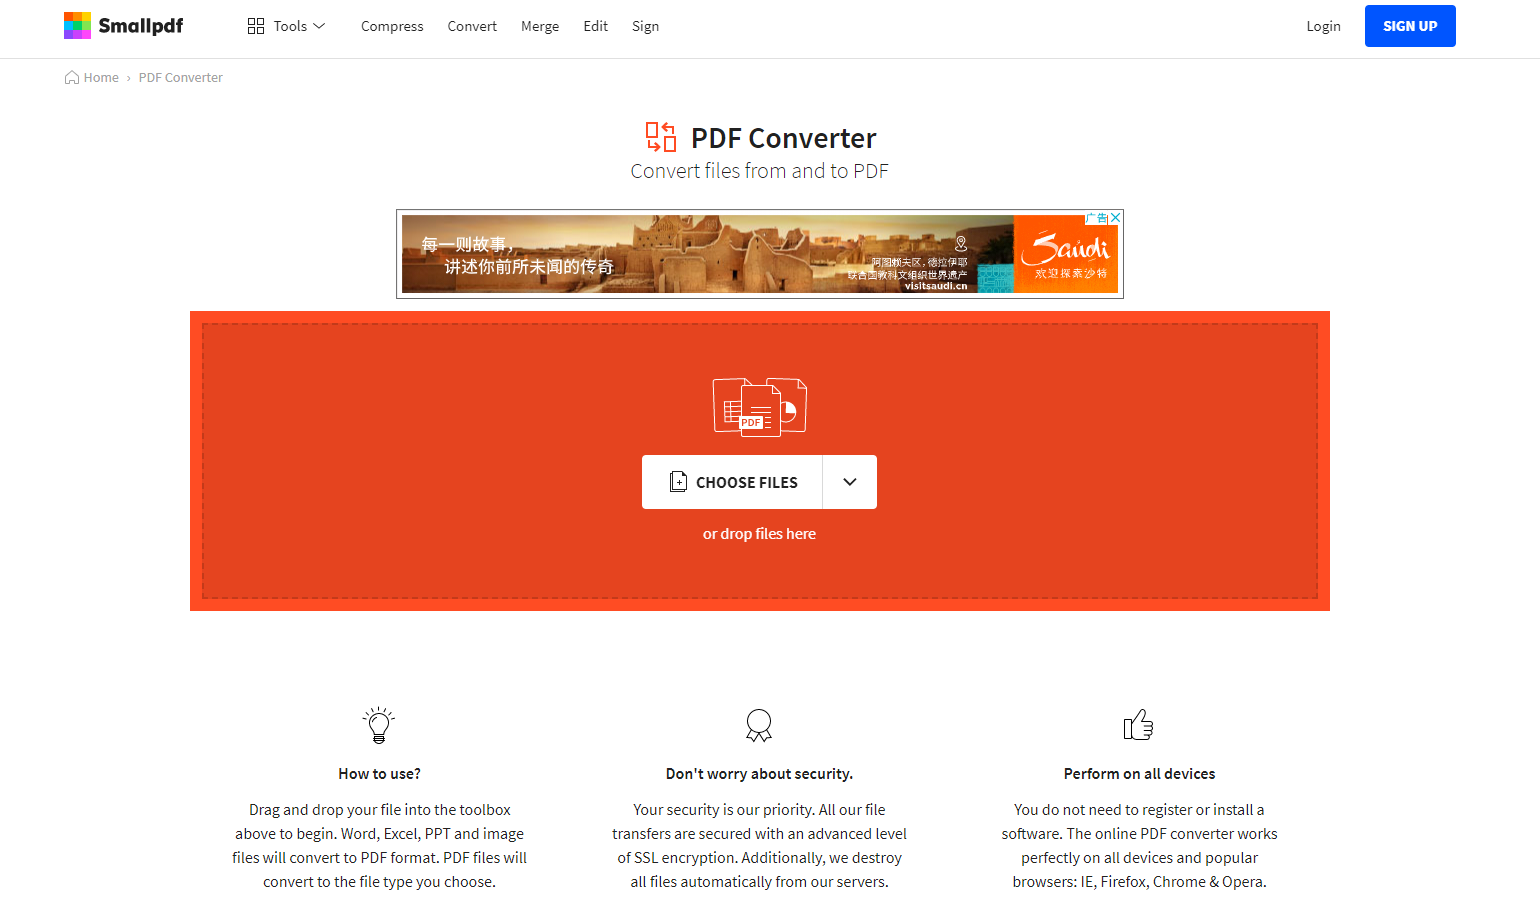 Smallpdf
Tools
Compress
Convert
Merge
Edit
Sign
Login
SIGN UP
Home › PDF Converter
PDF Converter
Convert files from and to PDF
广告
每一则故事，
讲述你前所未闻的传奇
阿图赖夫区, 德拉伊耶
联合国教科文组织世界遗产
visitsaudi.cn
Saudi
欢迎探索沙特
PDF
CHOOSE FILES
or drop files here
How to use?
Drag and drop your file into the toolbox
above to begin. Word, Excel, PPT and image
files will convert to PDF format. PDF files will
convert to the file type you choose.
Don't worry about security.
Your security is our priority. All our file
transfers are secured with an advanced level
of SSL encryption. Additionally, we destroy
all files automatically from our servers.
Perform on all devices
You do not need to register or install a
software. The online PDF converter works
perfectly on all devices and popular
browsers: IE, Firefox, Chrome & Opera.